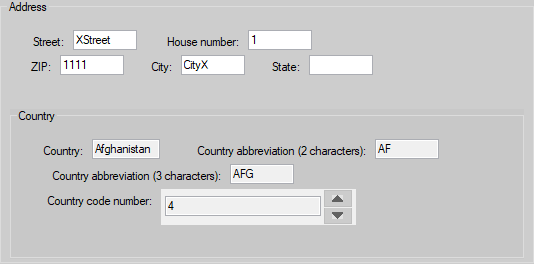 Address
Street: XStreet House number: 1
ZIP: 1111 City: CityX State:
Country
Country: Afghanistan Country abbreviation (2 characters): AF
Country abbreviation (3 characters): AFG
Country code number: 4